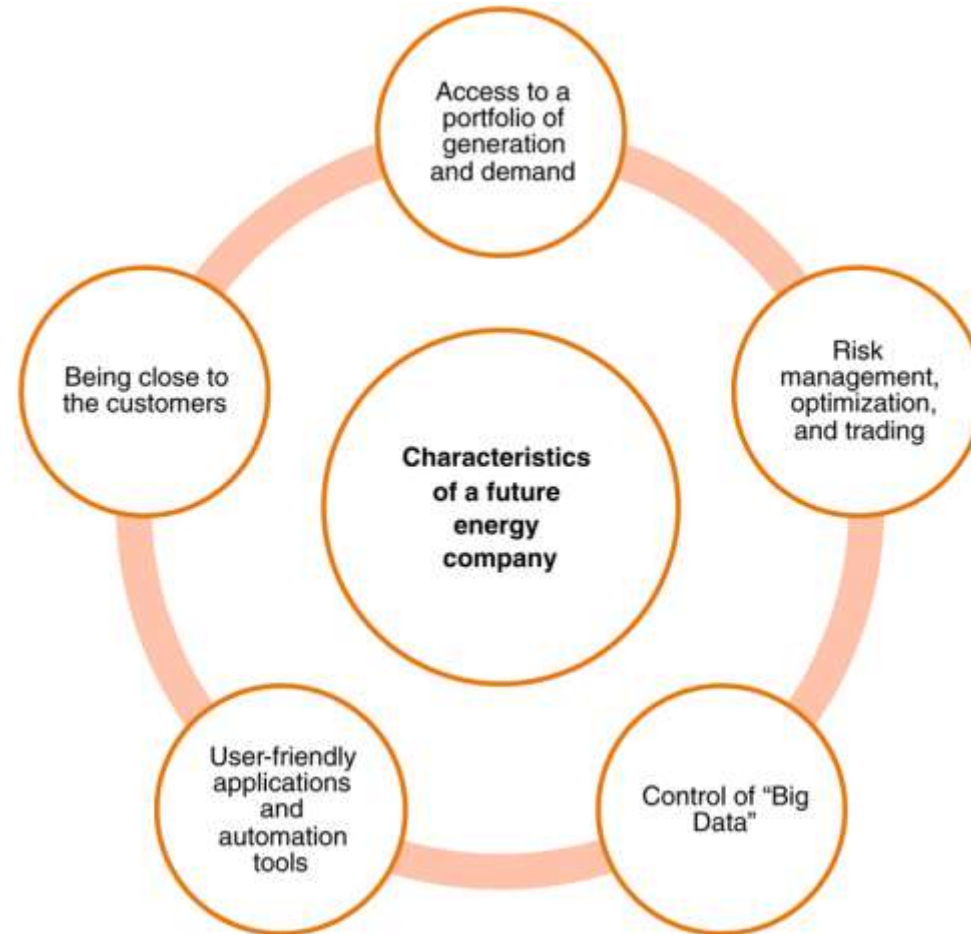 Access to a
portfolio of
generation
and demand
Risk
management,
optimization,
and trading
Being close to
the customers
Characteristics
of a future
energy
company
User-friendly
applications
and
automation
tools
Control of “Big
Data”